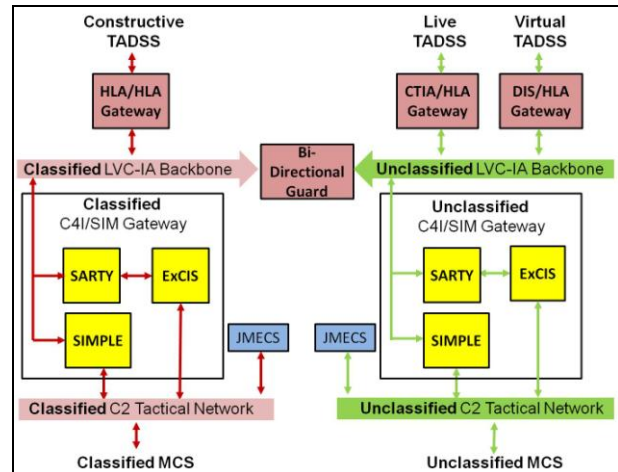 Constructive
TADSS
Live
TADSS
Virtual
TADSS
HLA/HLA
Gateway
CTIA/HLA
Gateway
DIS/HLA
Gateway
Bi-
Directional
Guard
Classified LVC-IA Backbone
Unclassified LVC-IA Backbone
Classified
C4I/SIM Gateway
SARTY
ExCIS
SIMPLE
JMECS
Unclassified
C4I/SIM Gateway
SARTY
ExCIS
SIMPLE
JMECS
Classified C2 Tactical Network
Unclassified C2 Tactical Network
Classified MCS
Unclassified MCS